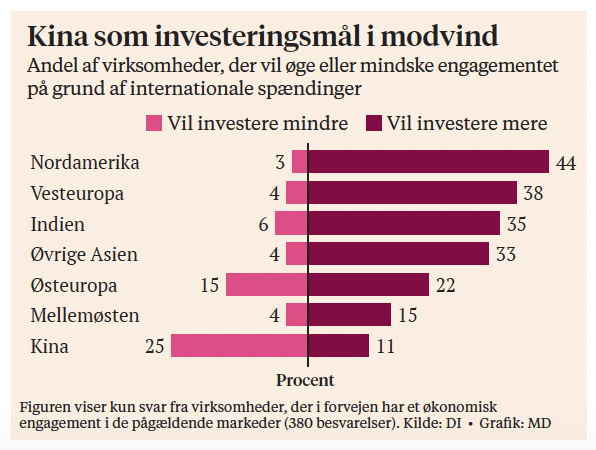 Kina som investeringsmål i modvind
Andel af virksomheder, der vil øge eller mindske engagementet
på grund af internationale spændinger
Vil investere mindre Vil investere mere
Nordamerika 3 44
Vesteuropa 4 38
Indien 6 35
Øvrige Asien 4 33
Østeuropa 15 22
Mellemøsten 4 15
Kina 25 11
Procent
Figuren viser kun svar fra virksomheder, der i forvejen har et økonomisk
engagement i de pågældende markeder (380 besvarelser). Kilde: DI • Grafik: MD